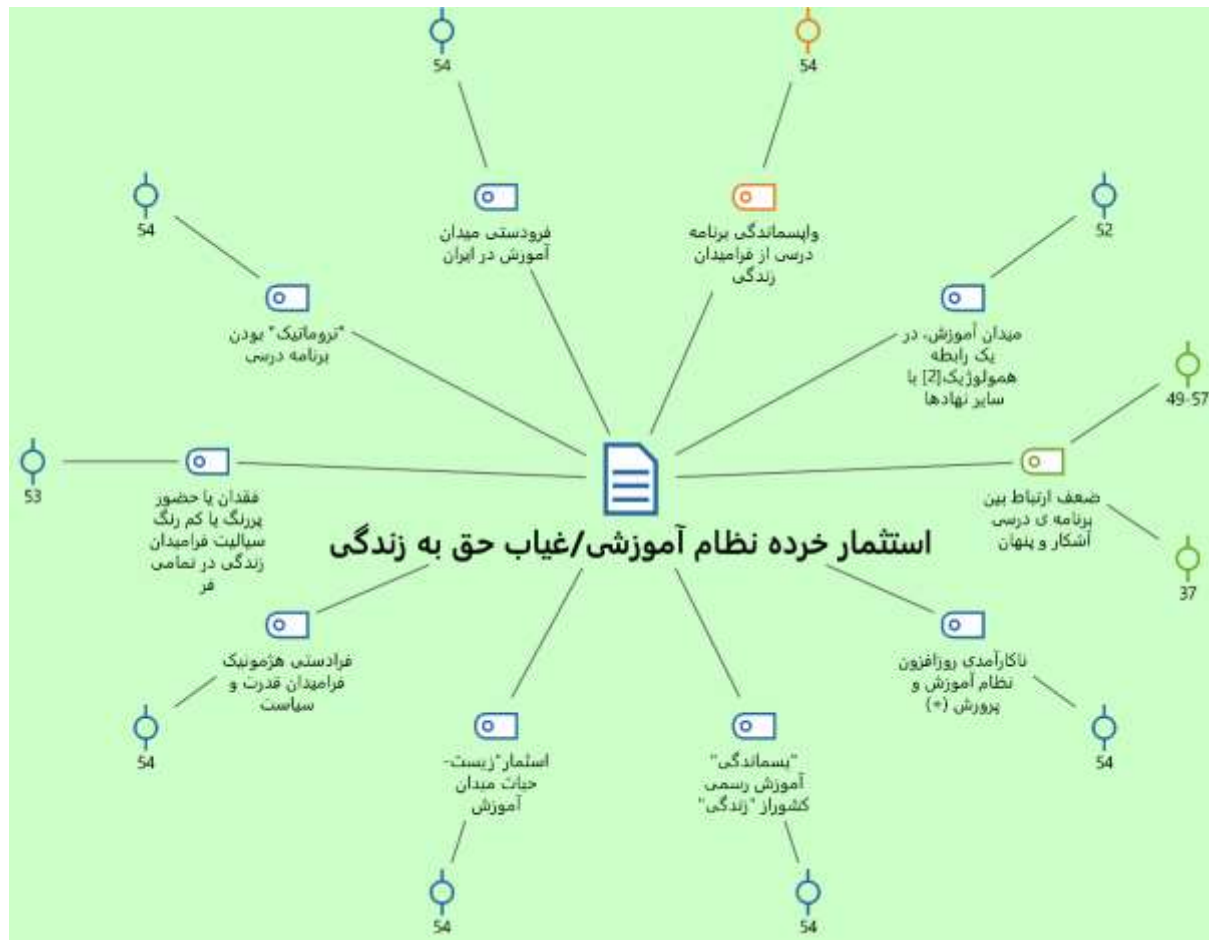 54
54
فرودستی میدان
آموزش در ایران
واپسماندگی برنامه
درسی از فرامیدان
زندگی
54
52
"تروماتیک" بودن
برنامه درسی
میدان آموزش، در
یک رابطه
همولوژیک[2] با
سایر نهادها
49-57
53
فقدان یا حضور
پررنگ یا کم رنگ
سیالیت فرامیدان
زندگی در تمامی
فر
ضعف ارتباط بین
برنامه ی درسی
آشکار و پنهان
37
استثمار خرده نظام آموزشی/غیاب حق به زندگی
فرادستی هژمونیک
فرامیدان قدرت و
سیاست
ناکارآمدی روزافزون
نظام آموزش و
پرورش (+)
54
54
استمار"زیست-
حیات میدان
آموزش
"پسماندگی"
آموزش رسمی
کشوراز "زندگی"
54
54